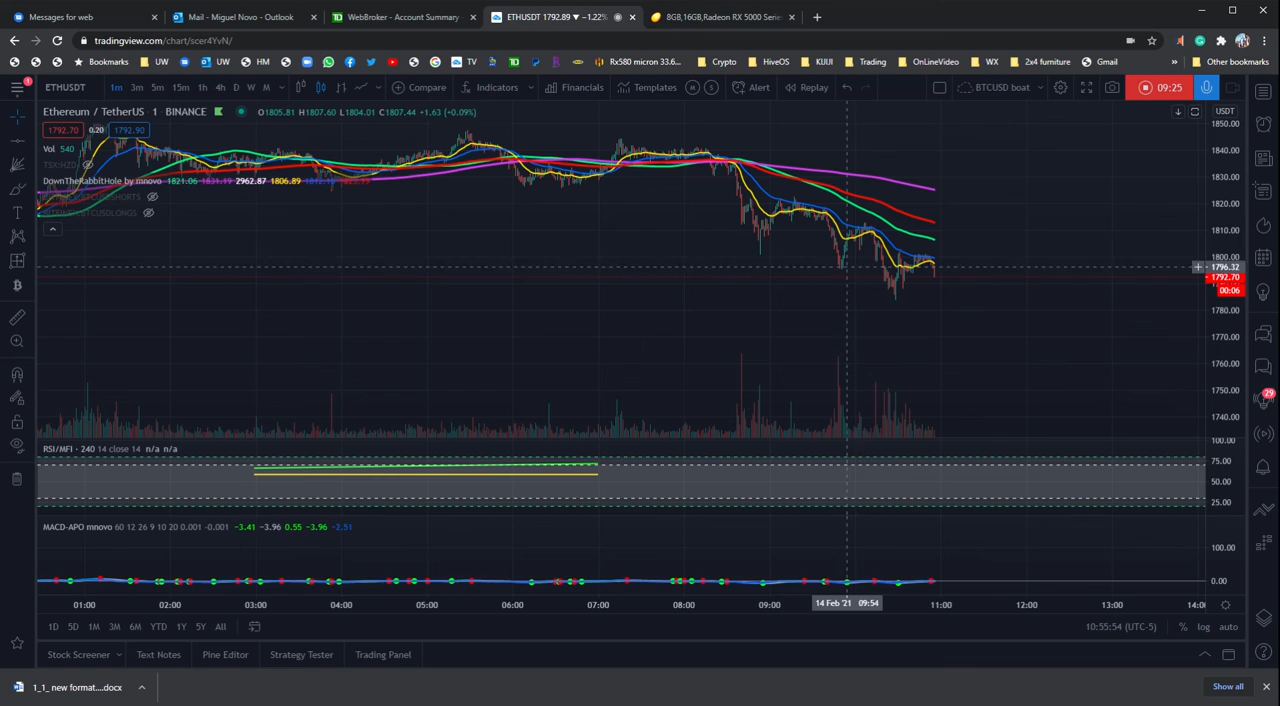 Messages for web
Mail - Miguel Novo - Outlook
WebBroker - Account Summary
ETHUSDT 1792.89 ▼ −1.22%
8GB,16GB,Radeon RX 5000 Serie
tradingview.com/chart/scer4YvN/
Bookmarks UW UW HM TV Rx580 micron 33.6... Crypto HiveOS KIJIJI Trading OnLineVideo WX 2x4 furniture Gmail » Other bookmarks
1
ETHUSDT 1m 3m 5m 15m 1h 4h D W M Compare Indicators Financials Templates M S Alert Replay BTCUSD boat 09:25
Ethereum / TetherUS · 1 · BINANCE O1805.81 H1807.60 L1804.01 C1807.44 +1.63 (+0.09%)
USDT
1792.70 0.20 1792.90
Vol 540
DownTheRabbitHole by mnovo 1821.06 1831.19 2962.87 1806.89
1850.00
1840.00
1830.00
1820.00
1810.00
1800.00
1796.32
1792.70
00:06
1780.00
1770.00
1760.00
1750.00
1740.00
29
RSI/MFI · 240 14 close 14 n/a n/a
100.00
75.00
50.00
25.00
MACD-APO mnovo 60 12 26 9 10 20 0.001 -0.001 −3.41 −3.96 0.55 −3.96 −2.51
100.00
0.00
01:00 02:00 03:00 04:00 05:00 06:00 07:00 08:00 09:00 14 Feb '21 09:54 11:00 12:00 13:00 14:00
1D 5D 1M 3M 6M YTD 1Y 5Y All 10:55:54 (UTC-5) % log auto
Stock Screener Text Notes Pine Editor Strategy Tester Trading Panel
1_1_ new format....docx
Show all